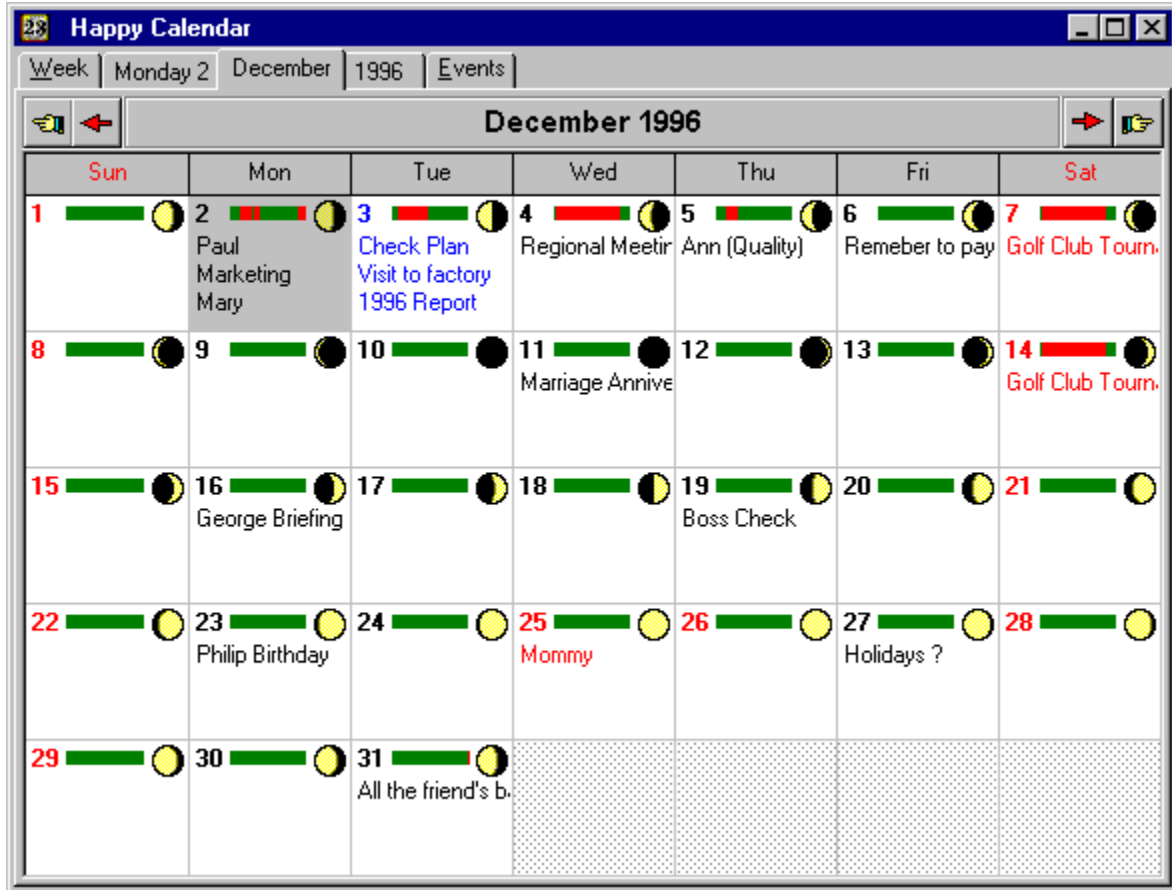 23 Happy Calendar
Week Monday 2 December 1996 Events
December 1996
Sun Mon Tue Wed Thu Fri Sat
1 2 3 4 5 6 7
Paul Check Plan Regional Meetin Ann (Quality) Remeber to pay Golf Club Tourn
Marketing Visit to factory
Mary 1996 Report
8 9 10 11 12 13 14
Marriage Annive Golf Club Tourn
15 16 17 18 19 20 21
George Briefing Boss Check
22 23 24 25 26 27 28
Philip Birthday Mommy Holidays ?
29 30 31
All the friend's b